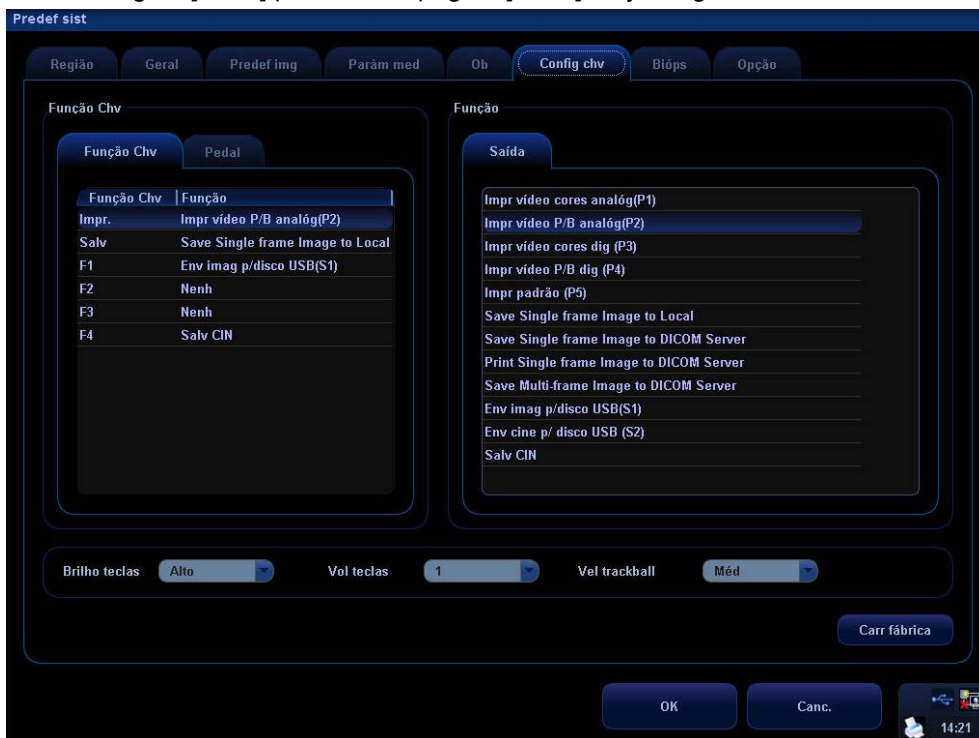 Predef sist
Região Geral Predef img Parâm med Ob Config chv Bióps Opção
Função Chv
Função Chv Pedal
Função Chv Função
Impr. Impr vídeo P/B analóg(P2)
Salv Save Single frame Image to Local
F1 Env imag p/disco USB(S1)
F2 Nenh
F3 Nenh
F4 Salv CIN
Função
Saída
Impr vídeo cores analóg(P1)
Impr vídeo P/B analóg(P2)
Impr vídeo cores dig (P3)
Impr vídeo P/B dig (P4)
Impr padrão (P5)
Save Single frame Image to Local
Save Single frame Image to DICOM Server
Print Single frame Image to DICOM Server
Save Multi-frame Image to DICOM Server
Env imag p/disco USB(S1)
Env cine p/ disco USB (S2)
Salv CIN
Brilho teclas Alto Vol teclas 1 Vel trackball Méd
Carr fábrica
OK Canc.
14:21